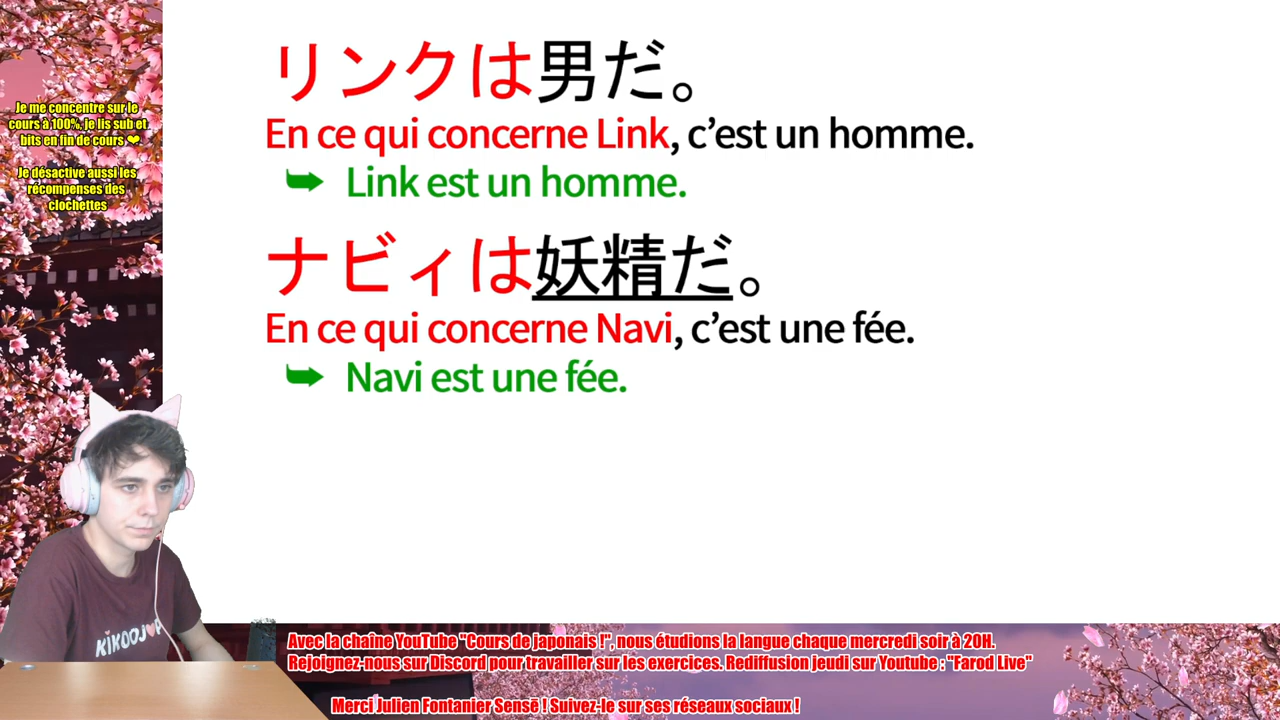 Je me concentre sur le
cours à 100%, je lis sub et
bits en fin de cours ❤
Je désactive aussi les
récompenses des
clochettes
リンクは男だ。
En ce qui concerne Link, c’est un homme.
➥ Link est un homme.
ナビィは妖精だ。
En ce qui concerne Navi, c’est une fée.
➥ Navi est une fée.
Avec la chaîne YouTube "Cours de japonais !", nous étudions la langue chaque mercredi soir à 20H.
Rejoignez-nous sur Discord pour travailler sur les exercices. Rediffusion jeudi sur Youtube : "Farod Live"
Merci Julien Fontanier Sensē ! Suivez-le sur ses réseaux sociaux !